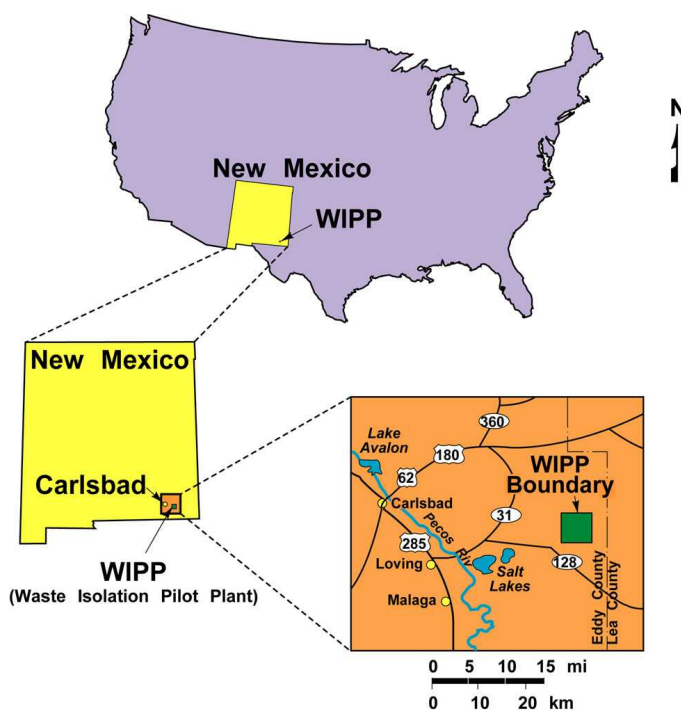 N
New Mexico
WIPP
New Mexico
Carlsbad
WIPP
(Waste Isolation Pilot Plant)
360
Lake
Avalon
180
62
WIPP
Boundary
Carlsbad
Pecos Riv
31
285
Loving
Salt
Lakes
128
Malaga
Eddy County
Lea County
0 5 10 15 mi
0 10 20 km